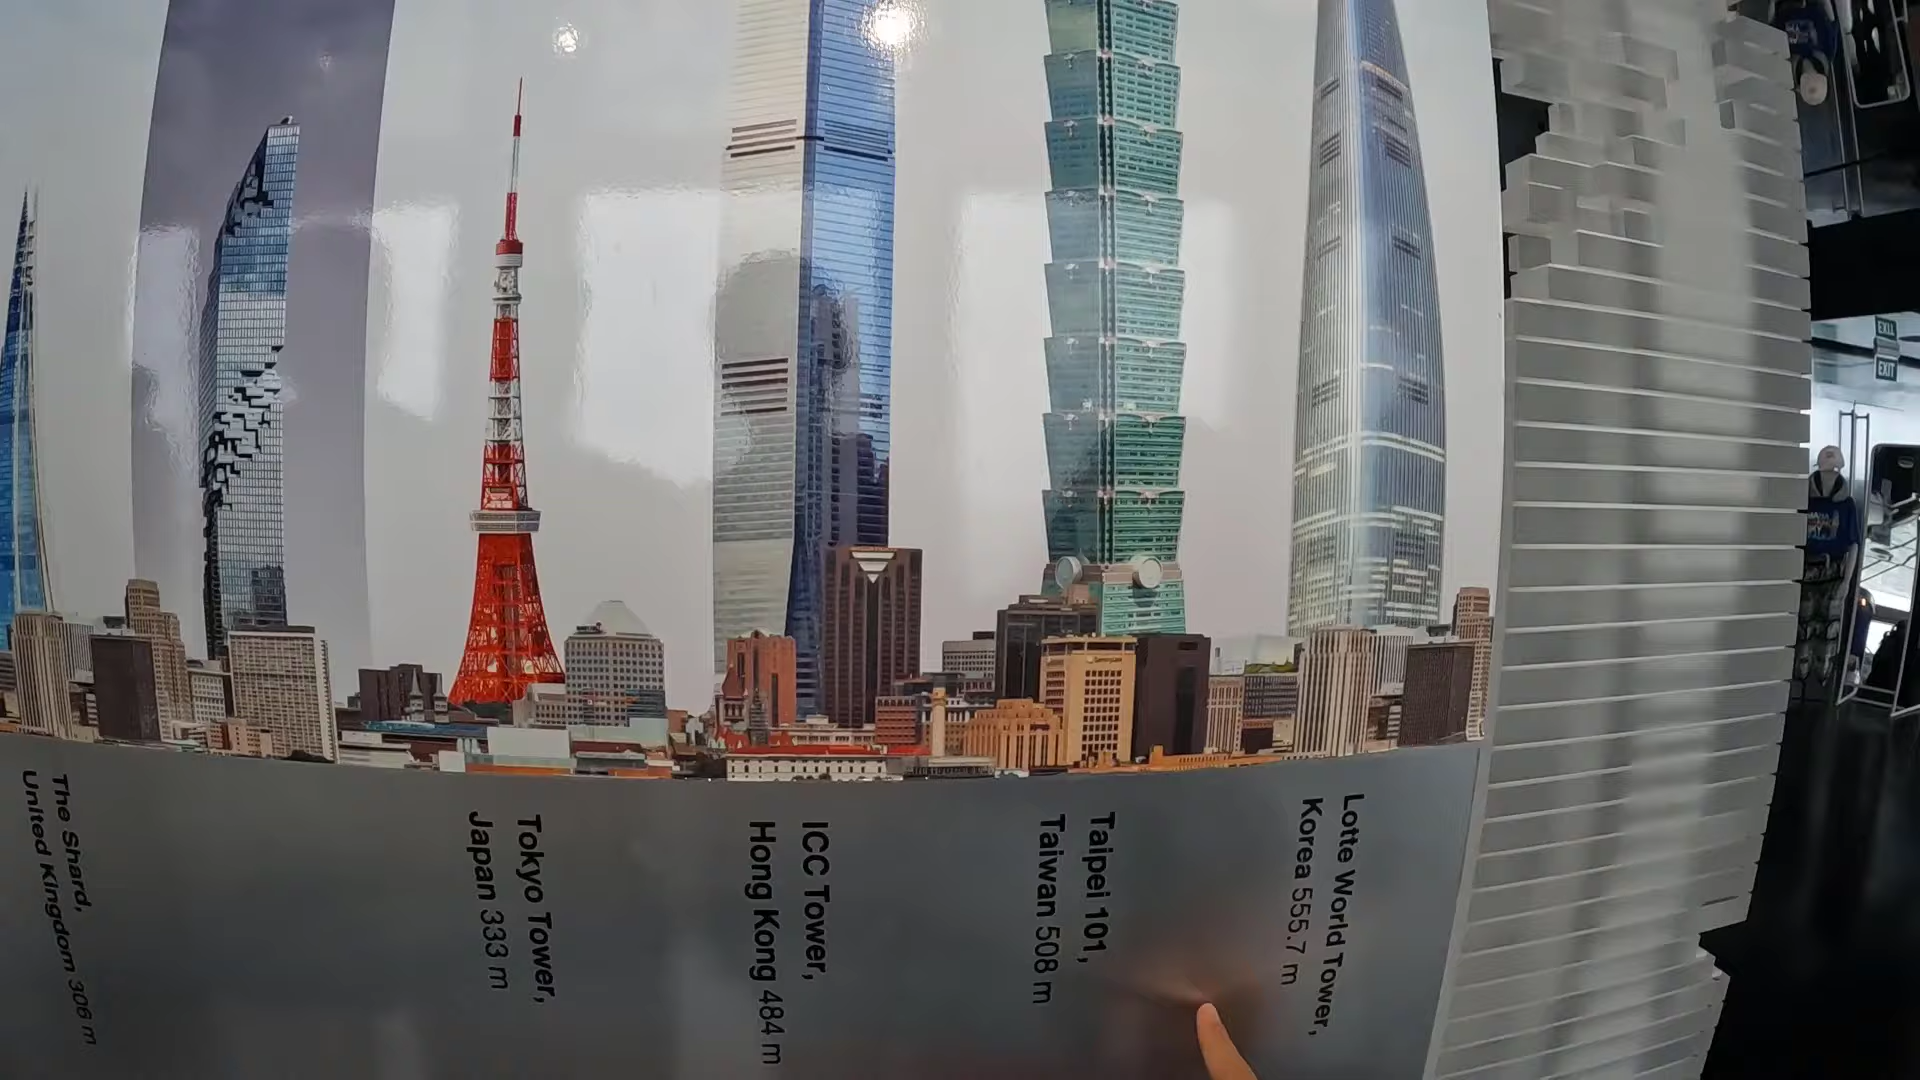 The Shard,
United Kingdom 306 m
Tokyo Tower,
Japan 333 m
ICC Tower,
Hong Kong 484 m
Taipei 101,
Taiwan 508 m
Lotte World Tower,
Korea 555.7 m
EXIT
EXIT